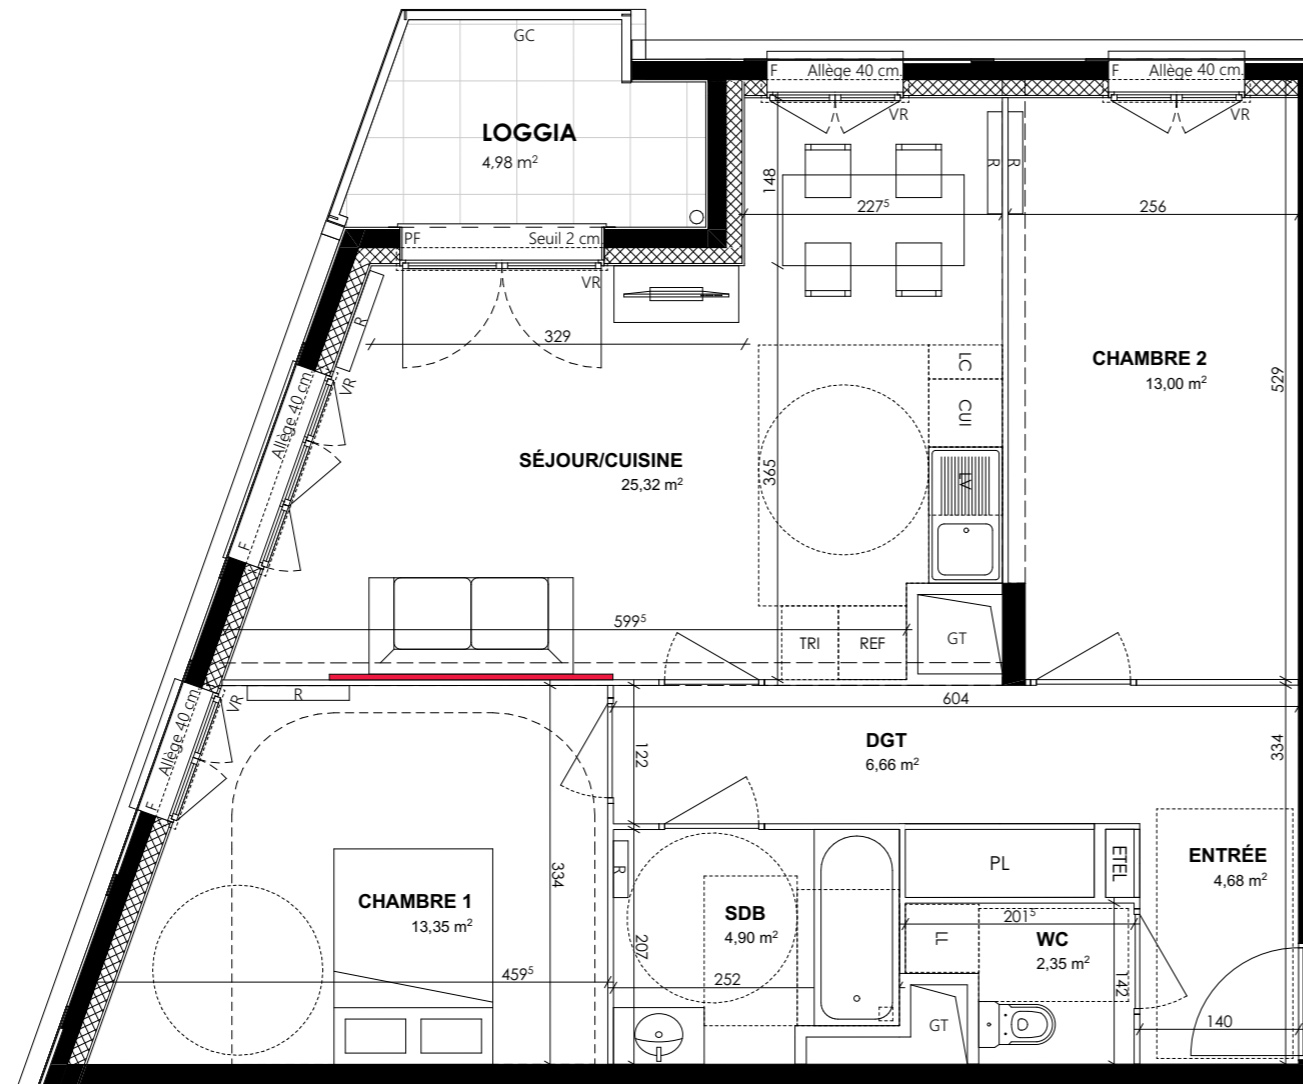 GC
F Allège 40 cm.
F Allège 40 cm.
VR
VR
LOGGIA
4,98 m²
148
R
R
227⁵
256
PF Seuil 2 cm.
VR
R
329
VR
Allège 40 cm.
F
LC
CUI
LV
CHAMBRE 2
13,00 m²
529
SÉJOUR/CUISINE
25,32 m²
365
599⁵
TRI
REF
GT
R
VR
Allège 40 cm.
F
604
DGT
6,66 m²
122
334
334
R
PL
ETEL
ENTRÉE
4,68 m²
CHAMBRE 1
13,35 m²
SDB
4,90 m²
207
201⁵
LL
WC
2,35 m²
142
459⁵
252
GT
140